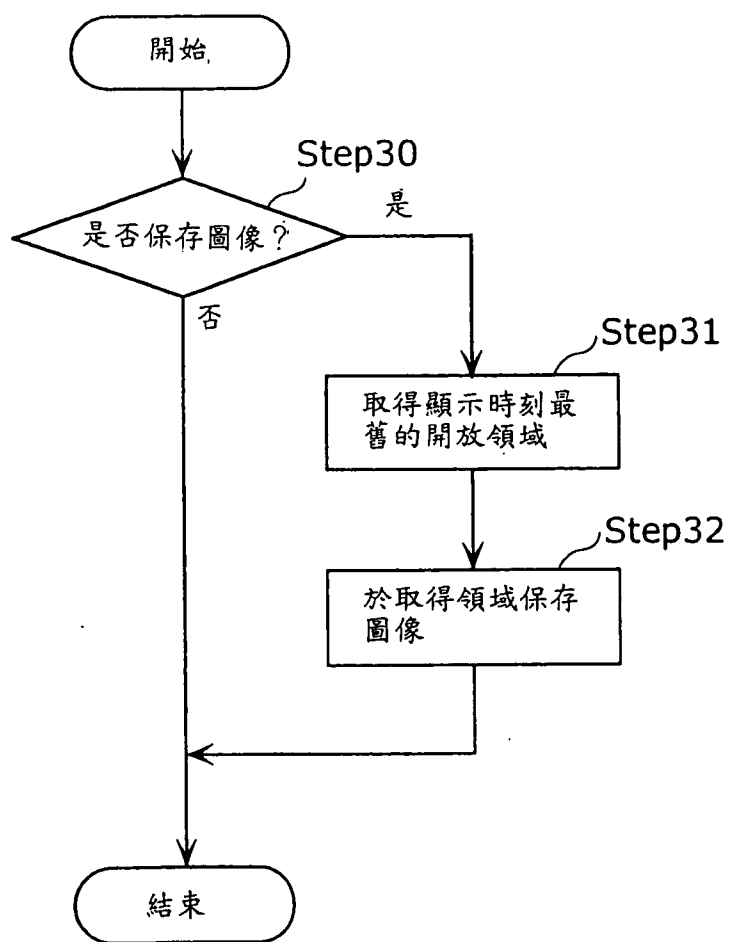 開始
Step30
是否保存圖像？
是
否
Step31
取得顯示時刻最
舊的開放領域
Step32
於取得領域保存
圖像
結束